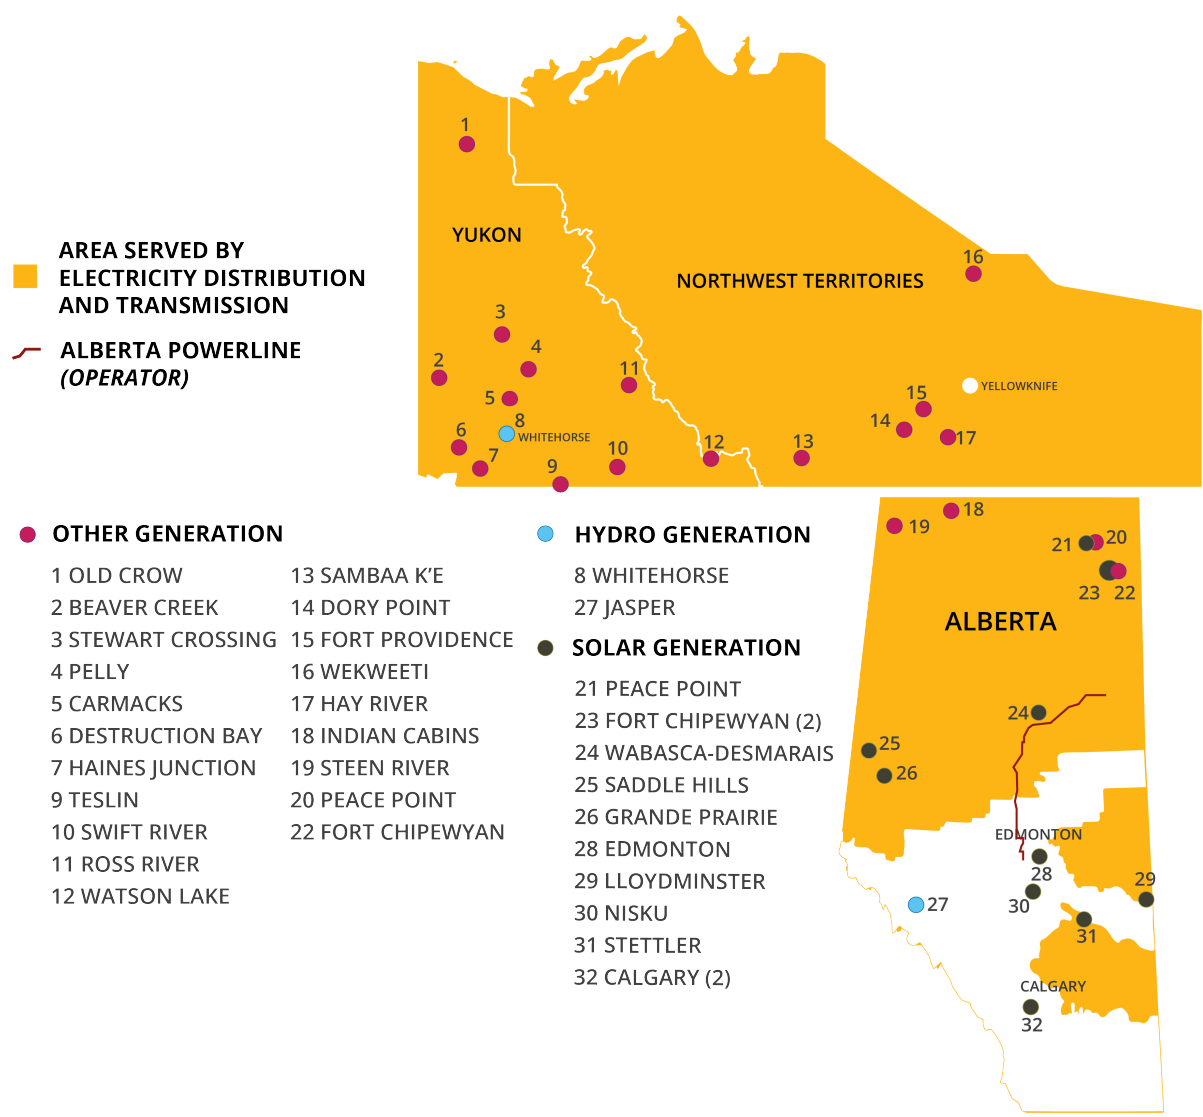 1
YUKON
NORTHWEST TERRITORIES
16
AREA SERVED BY
ELECTRICITY DISTRIBUTION
AND TRANSMISSION
ALBERTA POWERLINE
(OPERATOR)
3
4
2
11
5
YELLOWKNIFE
15
14
17
8
WHITEHORSE
6
7
9
10
12
13
OTHER GENERATION
1 OLD CROW
2 BEAVER CREEK
3 STEWART CROSSING
4 PELLY
5 CARMACKS
6 DESTRUCTION BAY
7 HAINES JUNCTION
9 TESLIN
10 SWIFT RIVER
11 ROSS RIVER
12 WATSON LAKE
13 SAMBAA K’E
14 DORY POINT
15 FORT PROVIDENCE
16 WEKWEETI
17 HAY RIVER
18 INDIAN CABINS
19 STEEN RIVER
20 PEACE POINT
22 FORT CHIPEWYAN
HYDRO GENERATION
8 WHITEHORSE
27 JASPER
SOLAR GENERATION
21 PEACE POINT
23 FORT CHIPEWYAN (2)
24 WABASCA-DESMARAIS
25 SADDLE HILLS
26 GRANDE PRAIRIE
28 EDMONTON
29 LLOYDMINSTER
30 NISKU
31 STETTLER
32 CALGARY (2)
18
19
21
20
23
22
ALBERTA
24
25
26
EDMONTON
28
29
30
27
31
CALGARY
32